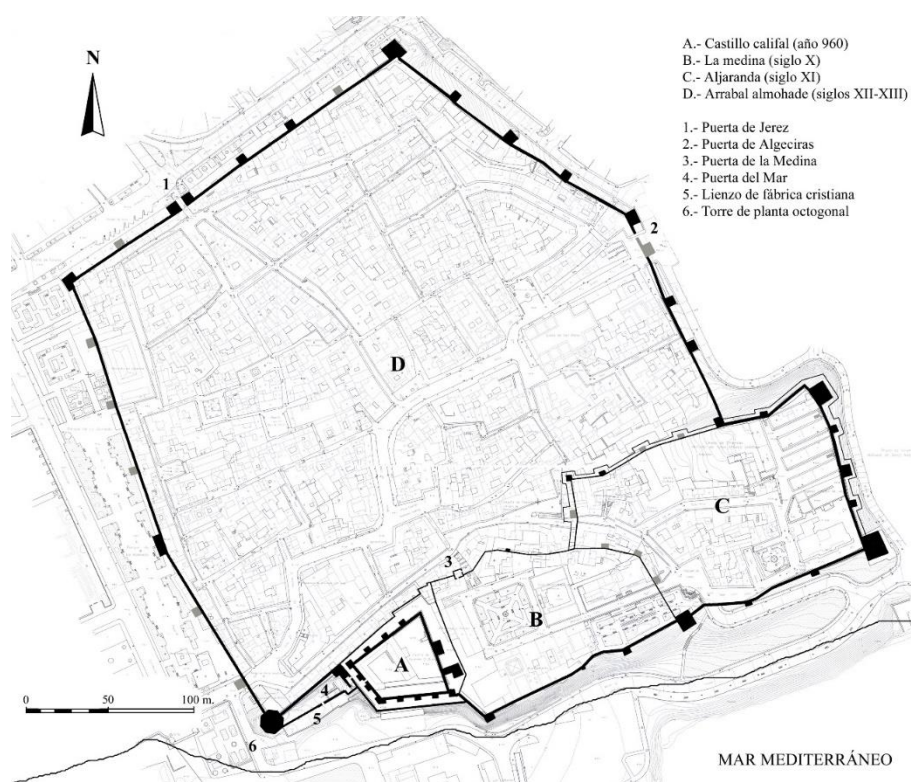 N
A.- Castillo califal (año 960)
B.- La medina (siglo X)
C.- Aljaranda (siglo XI)
D.- Arrabal almohade (siglos XII-XIII)
1.- Puerta de Jerez
2.- Puerta de Algeciras
3.- Puerta de la Medina
4.- Puerta del Mar
5.- Lienzo de fábrica cristiana
6.- Torre de planta octogonal
1
2
D
C
3
B
A
4
5
6
0 50 100 m.
MAR MEDITERRÁNEO